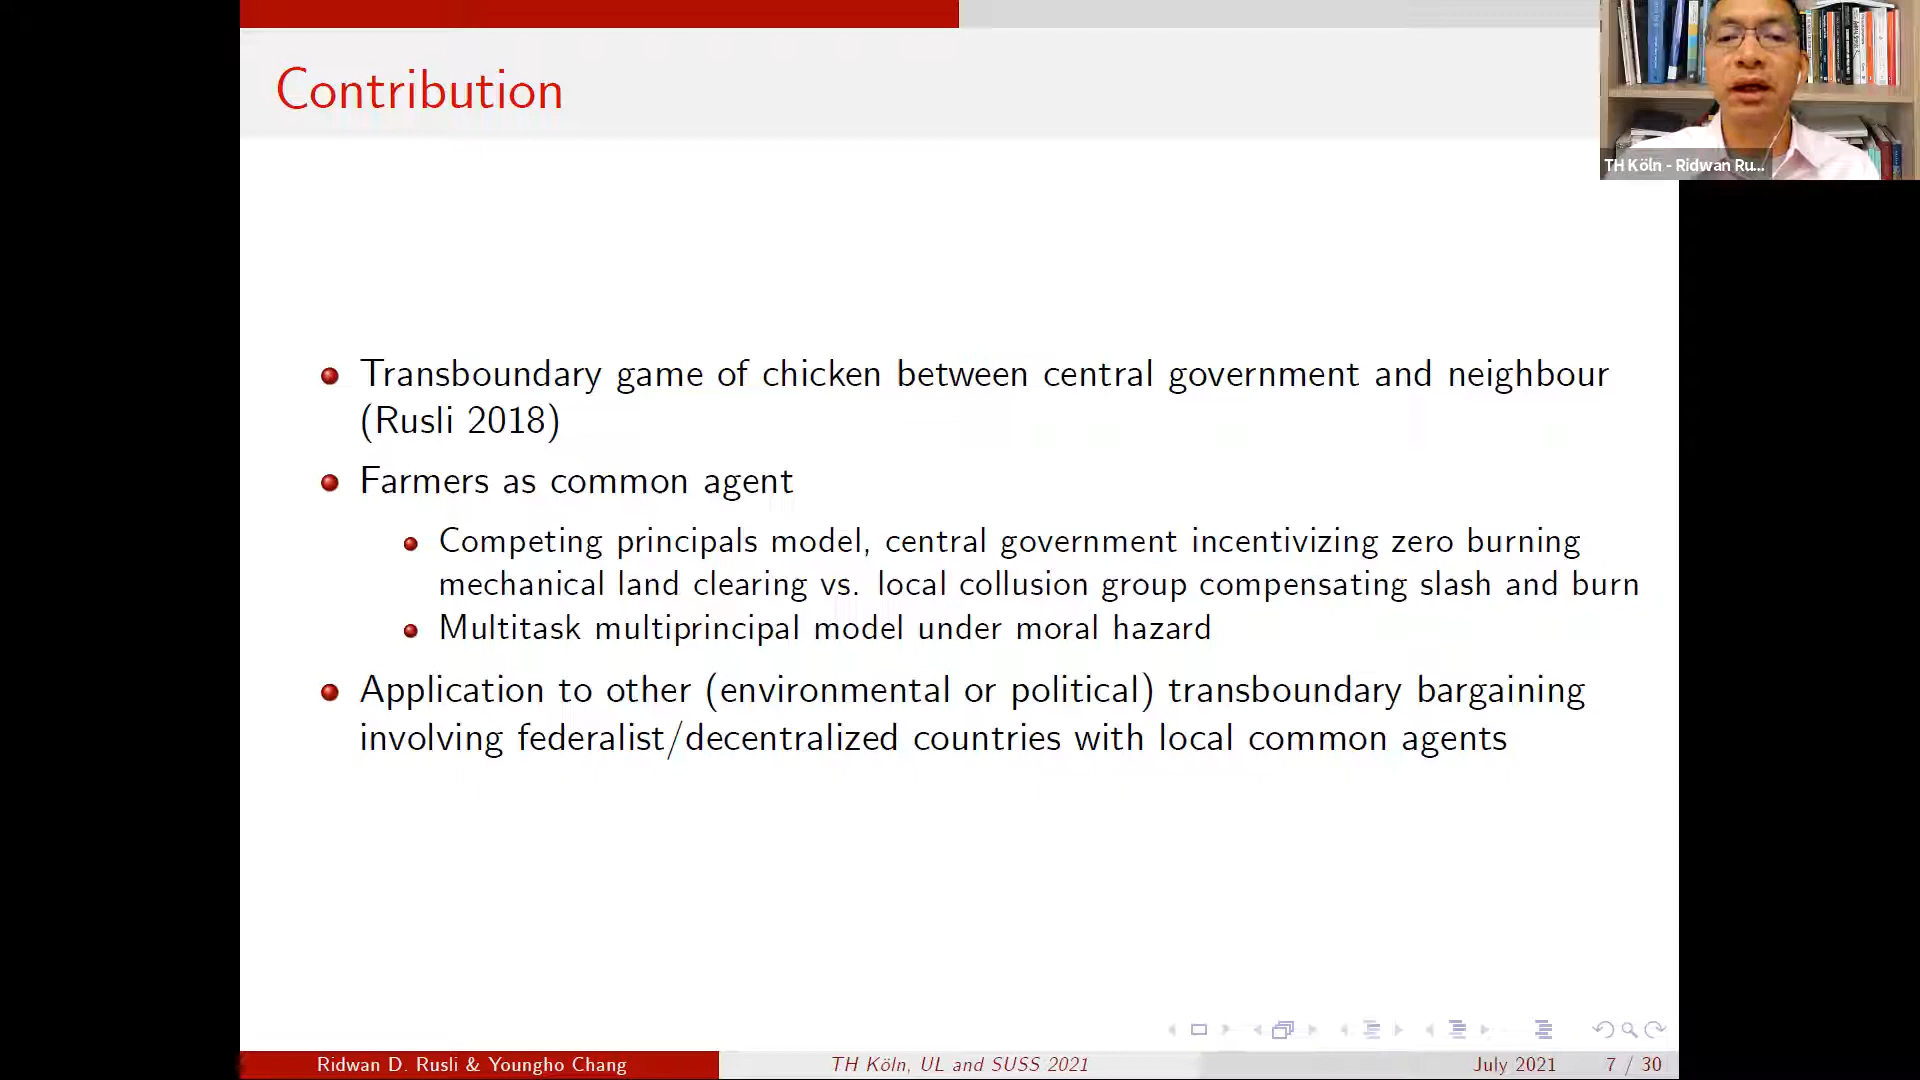 Contribution
TH Köln - Ridwan Ru...
Transboundary game of chicken between central government and neighbour
(Rusli 2018)
Farmers as common agent
Competing principals model, central government incentivizing zero burning
mechanical land clearing vs. local collusion group compensating slash and burn
Multitask multiprincipal model under moral hazard
Application to other (environmental or political) transboundary bargaining
involving federalist/decentralized countries with local common agents
Ridwan D. Rusli & Youngho Chang
TH Köln, UL and SUSS 2021
July 2021
7 / 30